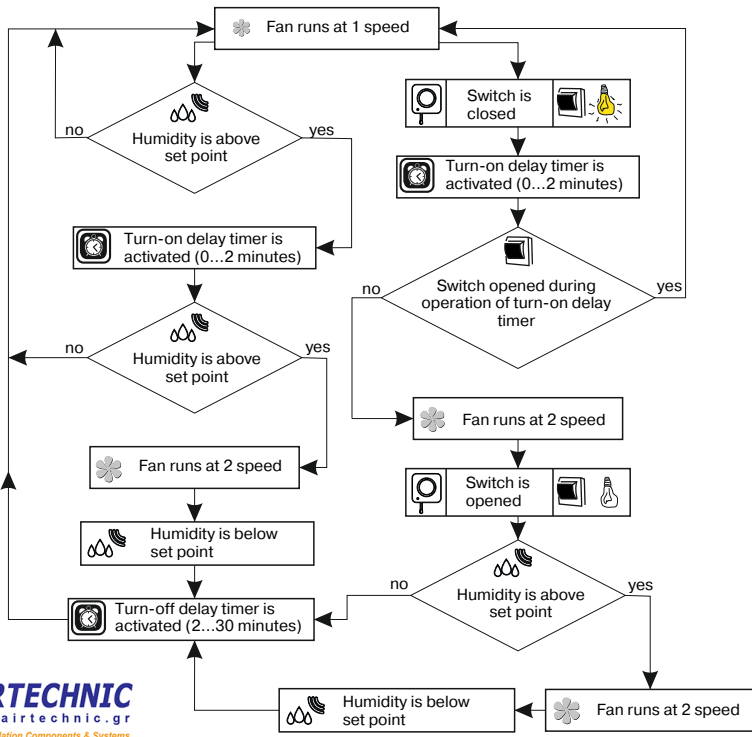 Fan runs at 1 speed
Humidity is above
set point
no
yes
Switch is
closed
Turn-on delay timer is
activated (0...2 minutes)
Turn-on delay timer is
activated (0...2 minutes)
Switch opened during
operation of turn-on delay
timer
no
yes
Humidity is above
set point
no
yes
Fan runs at 2 speed
Fan runs at 2 speed
Switch is
opened
Humidity is below
set point
Humidity is above
set point
no
yes
Turn-off delay timer is
activated (2...30 minutes)
Humidity is below
set point
Fan runs at 2 speed
RTECHNIC
airtechnic.gr
lation Components & Systems